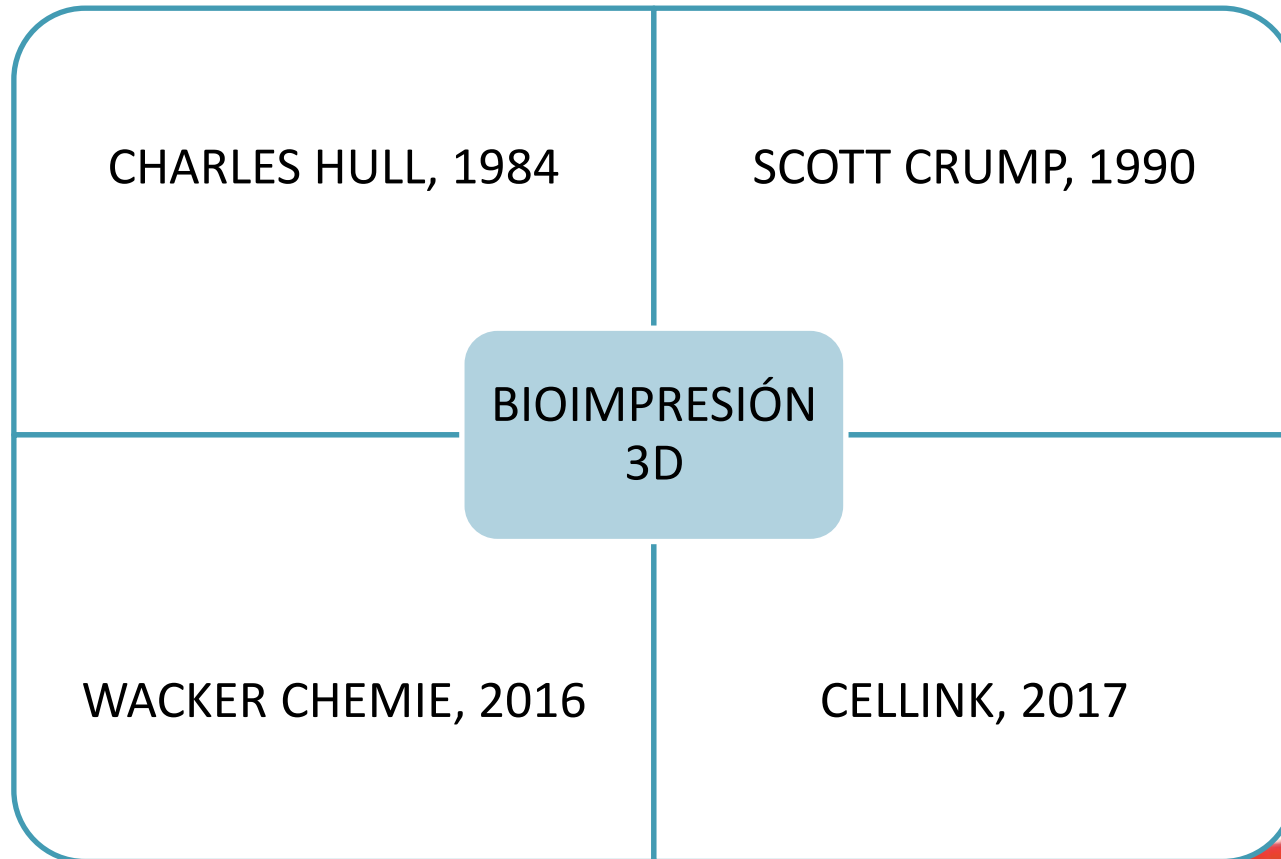 CHARLES HULL, 1984
SCOTT CRUMP, 1990
BIOIMPRESIÓN
3D
WACKER CHEMIE, 2016
CELLINK, 2017